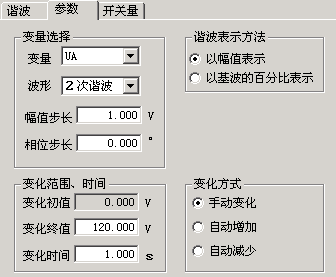 谐波 参数 开关量
变量选择
变量 UA
波形 2次谐波
幅值步长 1.000 V
相位步长 0.000 °
谐波表示方法
以幅值表示
以基波的百分比表示
变化范围、时间
变化初值 0.000 V
变化终值 120.000 V
变化时间 1.000 s
变化方式
手动变化
自动增加
自动减少